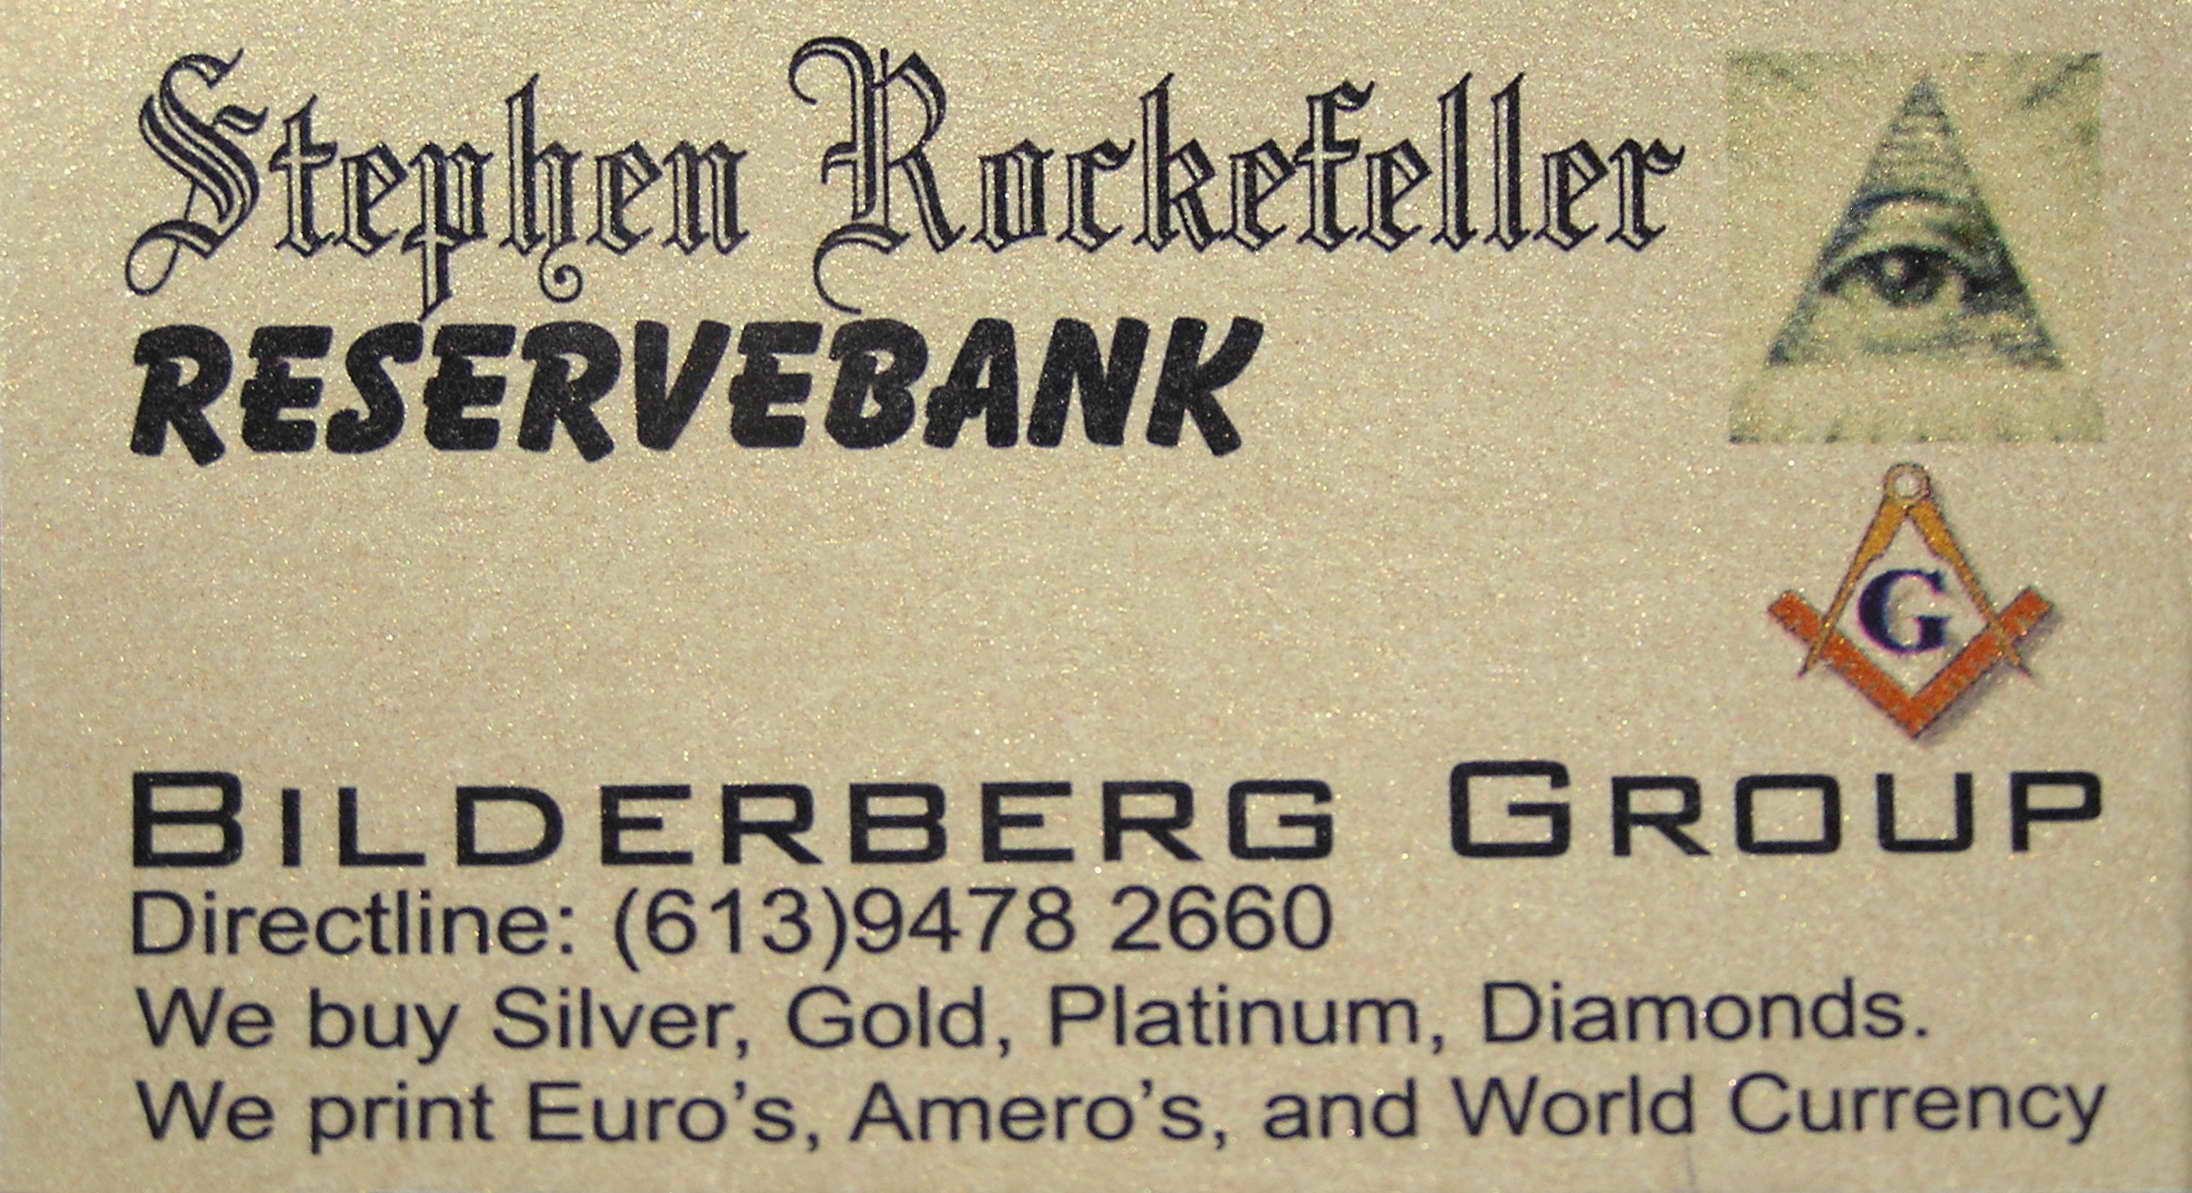 Stephen Rockefeller
RESERVEBANK
G
BILDERBERG GROUP
Directline: (613)9478 2660
We buy Silver, Gold, Platinum, Diamonds.
We print Euro’s, Amero’s, and World Currency